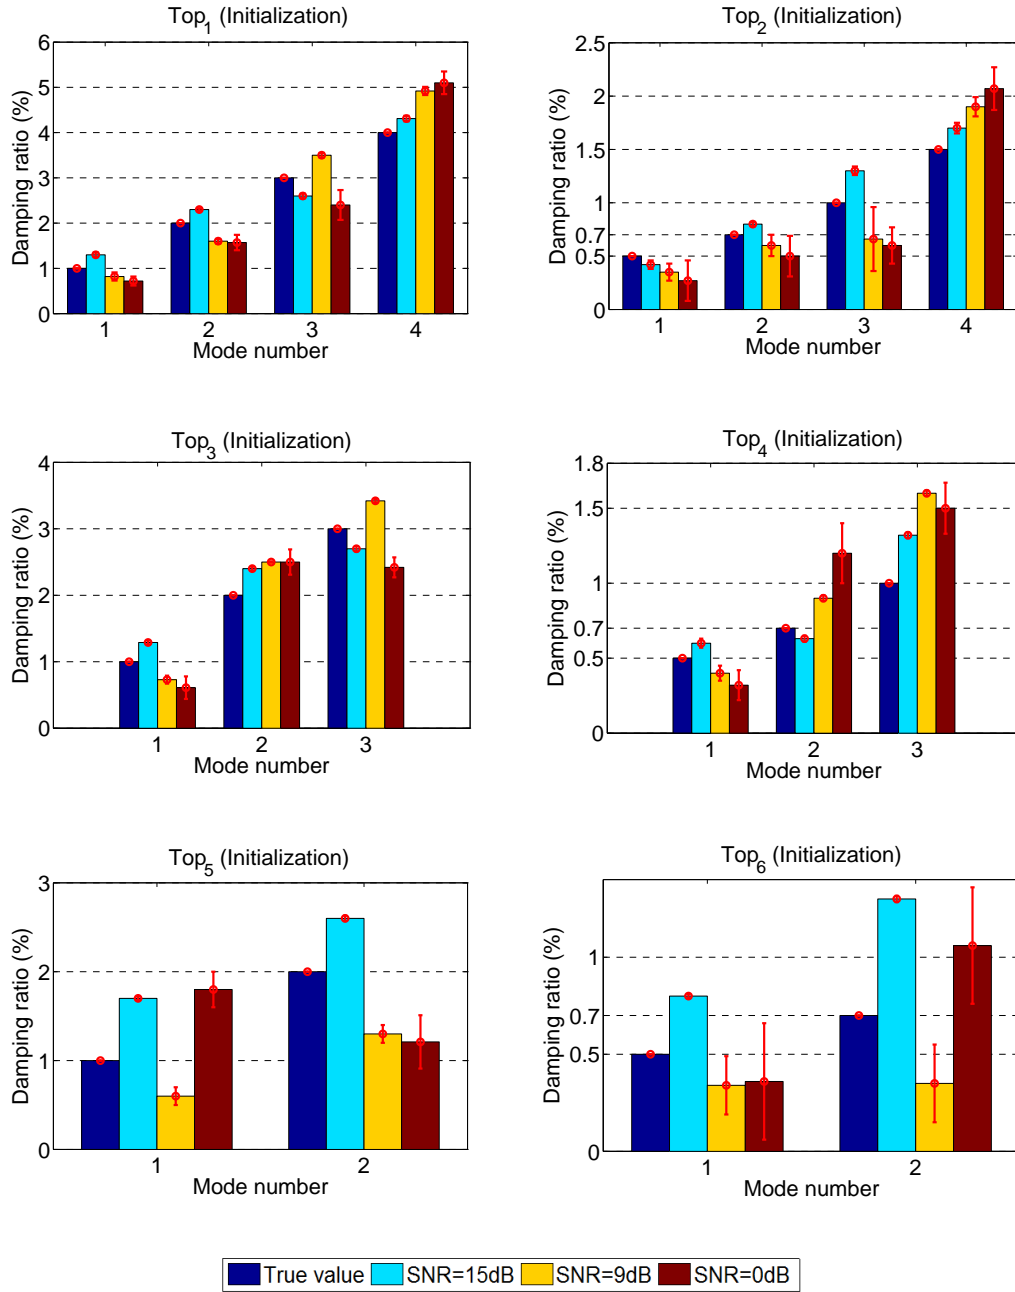 Top1 (Initialization)
Damping ratio (%)
6
5
4
3
2
1
0
1 2 3 4
Mode number
Top2 (Initialization)
Damping ratio (%)
2.5
2
1.5
1
0.7
0.5
0
1 2 3 4
Mode number
Top3 (Initialization)
Damping ratio (%)
4
3
2
1
0
1 2 3
Mode number
Top4 (Initialization)
Damping ratio (%)
1.8
1.5
1
0.7
0.5
0
1 2 3
Mode number
Top5 (Initialization)
Damping ratio (%)
3
2
1
0
1 2
Mode number
Top6 (Initialization)
Damping ratio (%)
1
0.7
0.5
0
1 2
Mode number
True value SNR=15dB SNR=9dB SNR=0dB